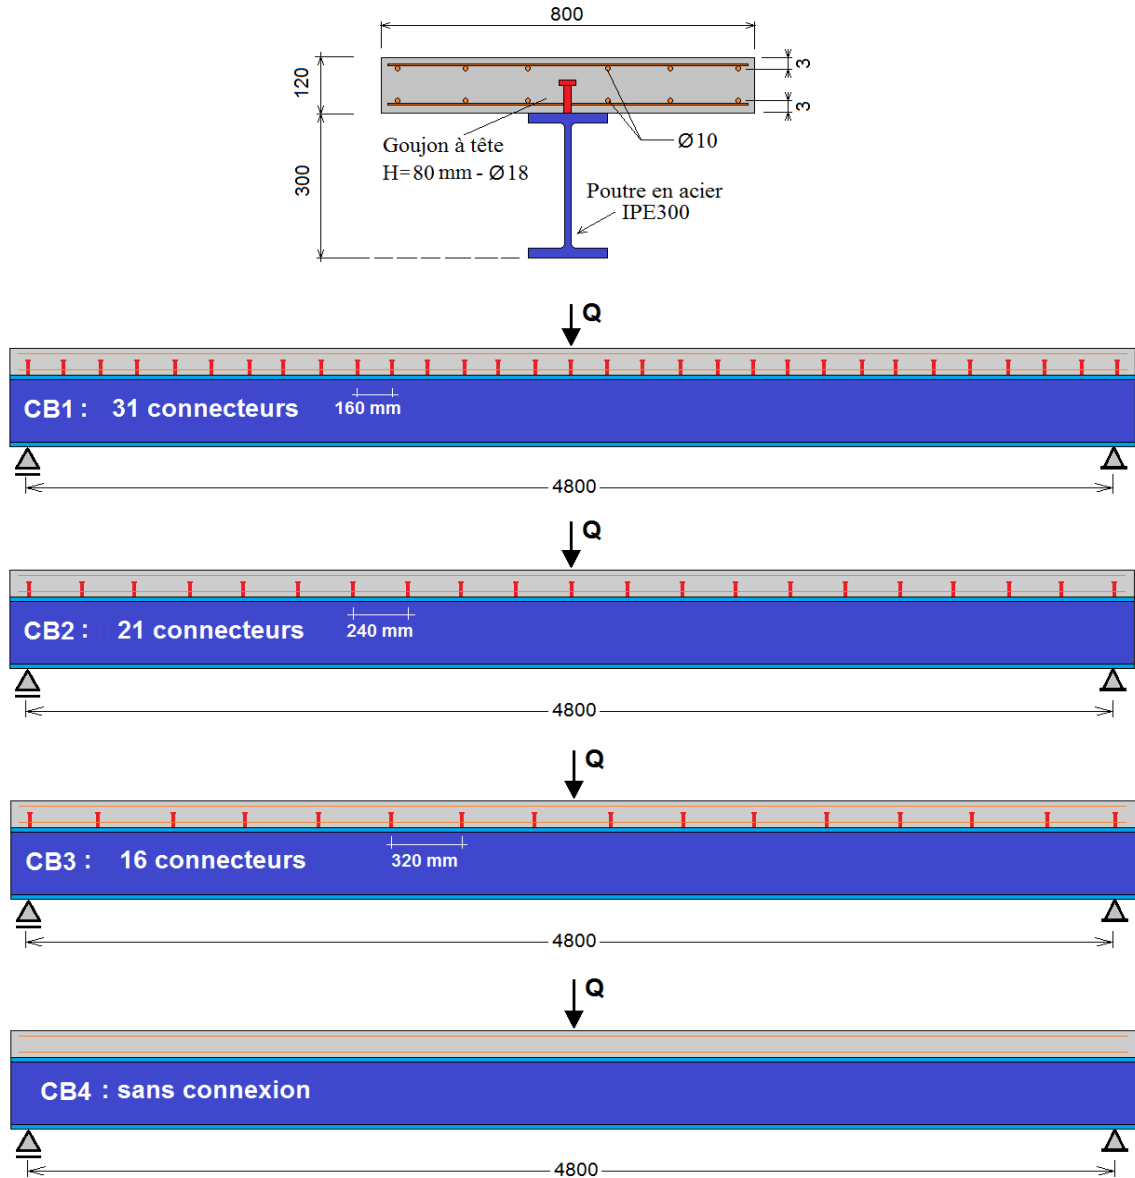 800
120
300
3
3
Goujon à tête
H=80 mm - Ø18
Ø10
Poutre en acier
IPE300
Q
CB1 : 31 connecteurs
160 mm
4800
Q
CB2 : 21 connecteurs
240 mm
4800
Q
CB3 : 16 connecteurs
320 mm
4800
Q
CB4 : sans connexion
4800